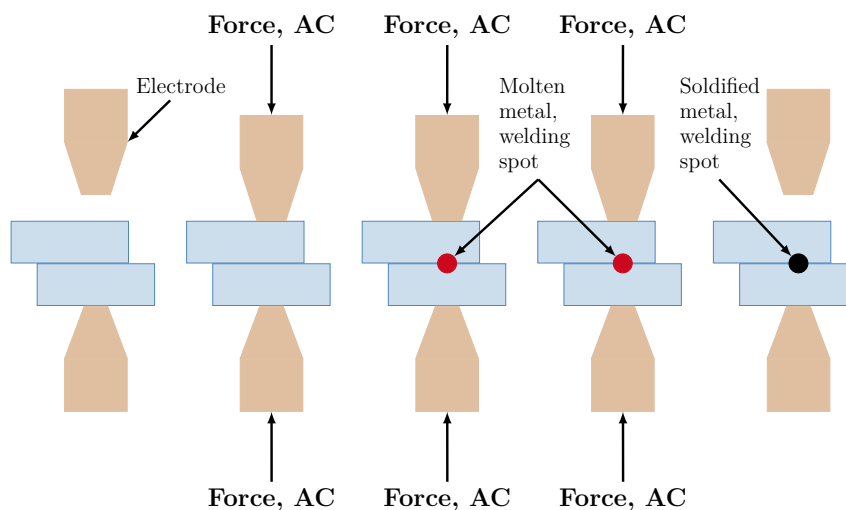 Force, AC
Force, AC
Force, AC
Electrode
Molten
metal,
welding
spot
Soldified
metal,
welding
spot
Force, AC
Force, AC
Force, AC